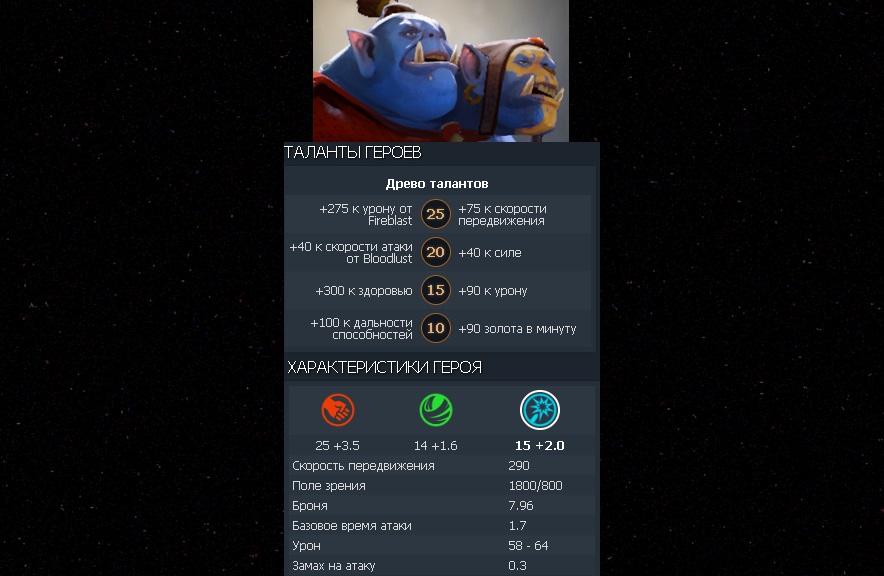 ТАЛАНТЫ ГЕРОЕВ
Древо талантов
+275 к урону от
Fireblast
25
+75 к скорости
передвижения
+40 к скорости атаки
от Bloodlust
20
+40 к силе
+300 к здоровью
15
+90 к урону
+100 к дальности
способностей
10
+90 золота в минуту
ХАРАКТЕРИСТИКИ ГЕРОЯ
25 +3.5 14 +1.6 15 +2.0
Скорость передвижения 290
Поле зрения 1800/800
Броня 7.96
Базовое время атаки 1.7
Урон 58 - 64
Замах на атаку 0.3